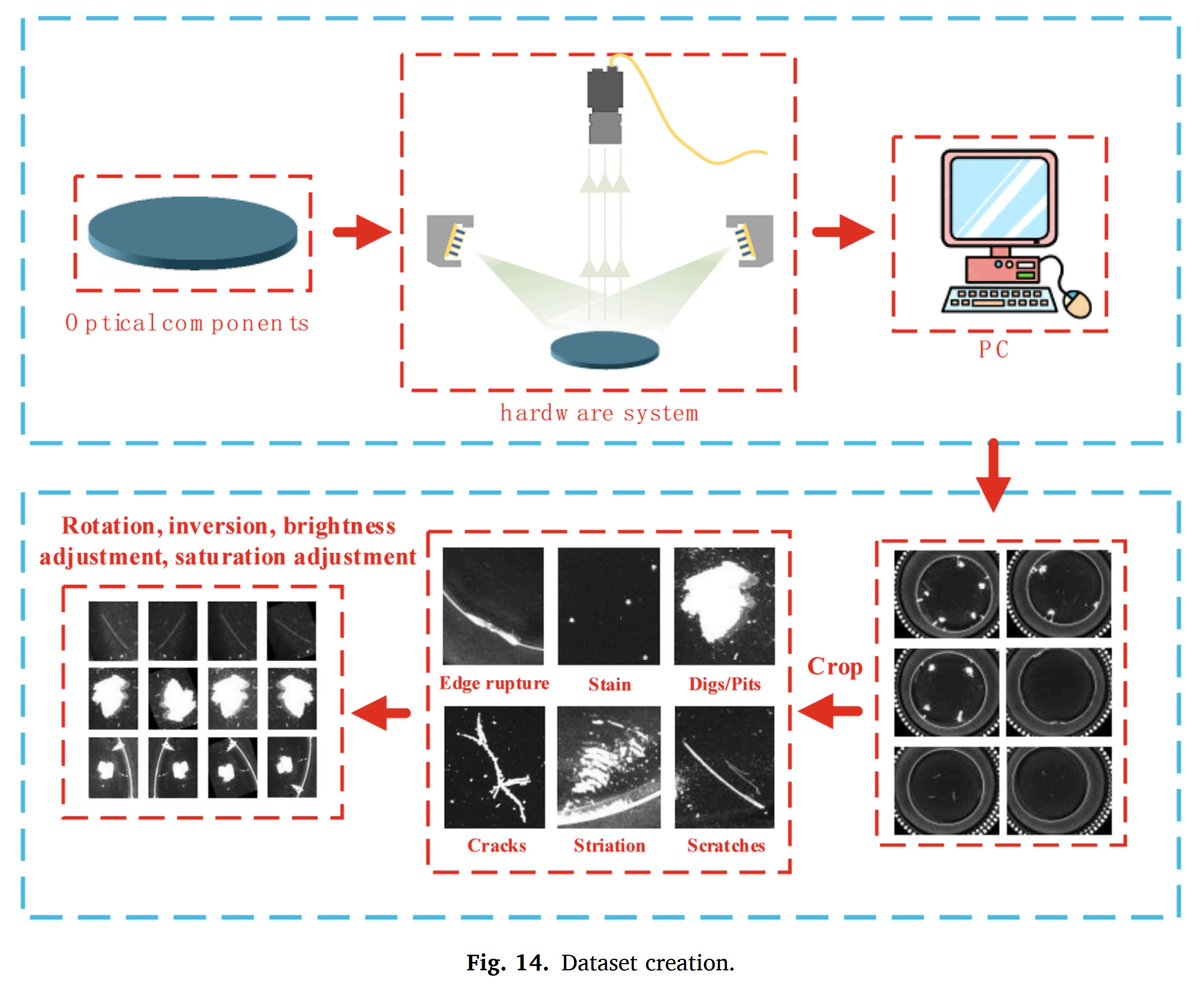 Optical components
hardware system
PC
Rotation, inversion, brightness
adjustment, saturation adjustment
Edge rupture
Stain
Digs/Pits
Crop
Cracks
Striation
Scratches
Fig. 14. Dataset creation.